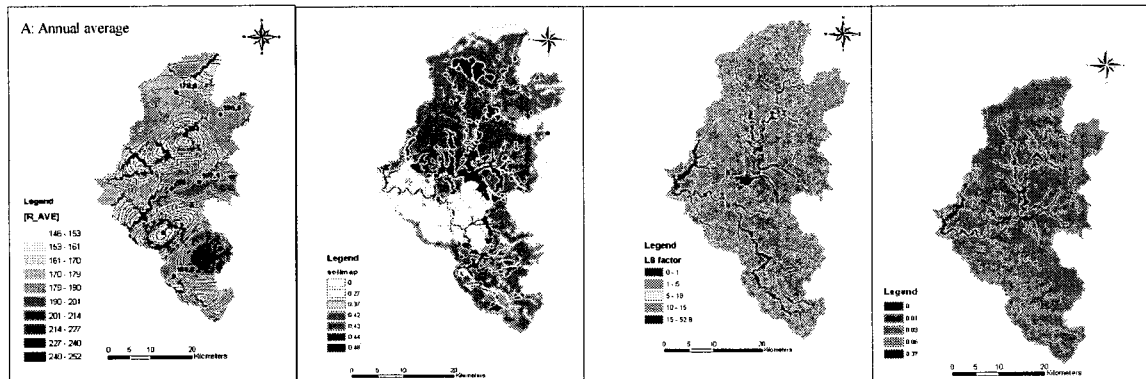 A: Annual average
Legend
[R_AVE]
146 - 153
153 - 161
161 - 170
170 - 179
179 - 190
190 - 201
201 - 214
214 - 227
227 - 240
240 - 252
0 5 10 20
Kilometers
Legend
soilmap
0
0.27
0.37
0.42
0.43
0.44
0 5 10 20
Kilometers
Legend
LS factor
0 - 1
1 - 5
5 - 10
10 - 15
15 - 52.8
0 5 10 20
Kilometers
Legend
0
0.01
0.03
0.37
0 5 10 20
Kilometers